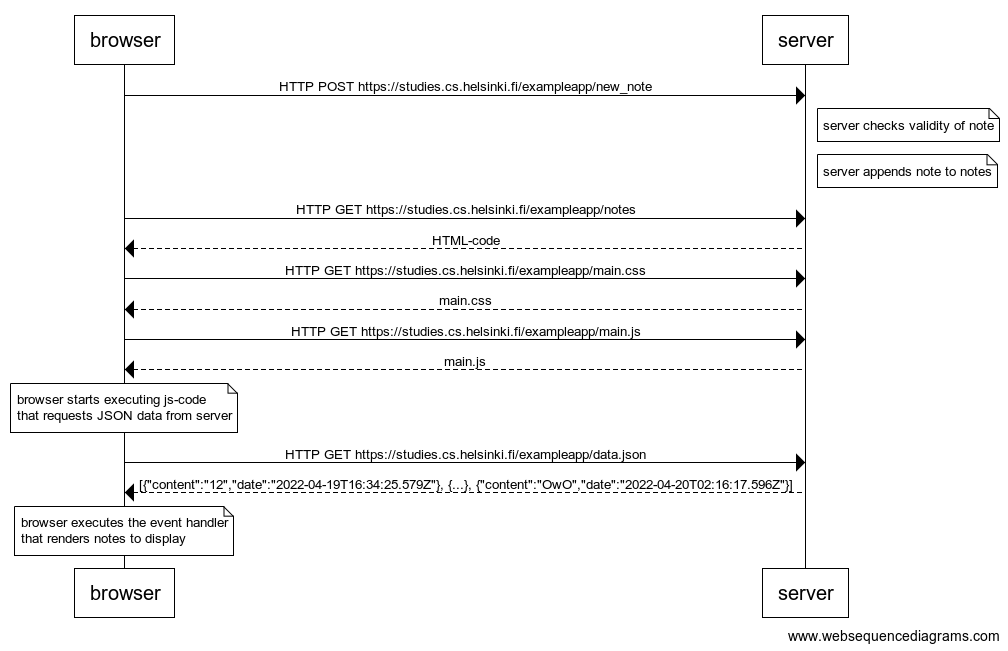 browser
server
HTTP POST https://studies.cs.helsinki.fi/exampleapp/new_note
server checks validity of note
server appends note to notes
HTTP GET https://studies.cs.helsinki.fi/exampleapp/notes
HTML-code
HTTP GET https://studies.cs.helsinki.fi/exampleapp/main.css
main.css
HTTP GET https://studies.cs.helsinki.fi/exampleapp/main.js
main.js
browser starts executing js-code
that requests JSON data from server
HTTP GET https://studies.cs.helsinki.fi/exampleapp/data.json
[{"content":"12","date":"2022-04-19T16:34:25.579Z"}, {...}, {"content":"OwO","date":"2022-04-20T02:16:17.596Z"}]
browser executes the event handler
that renders notes to display
browser
server
www.websequencediagrams.com